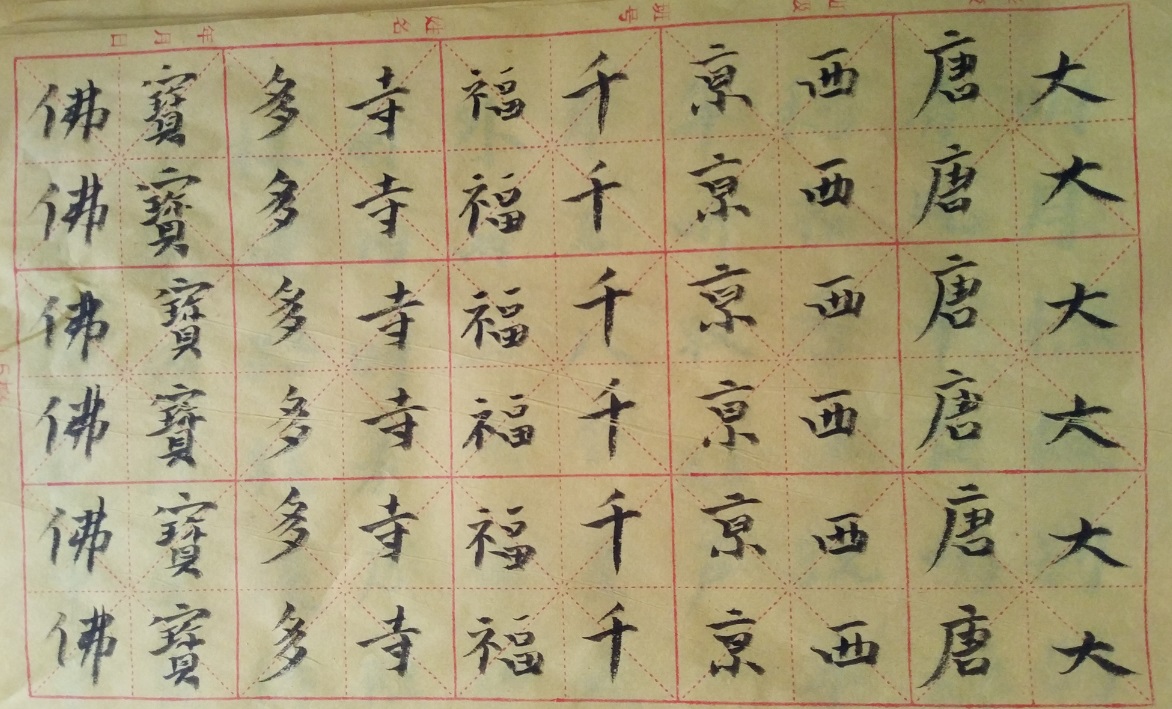 大大大大大大
唐唐唐唐唐唐
西西西西西西
京京京京京京
千千千千千千
福福福福福福
寺寺寺寺寺寺
多多多多多多
寶寶寶寶寶寶
佛佛佛佛佛佛
姓名
年月日